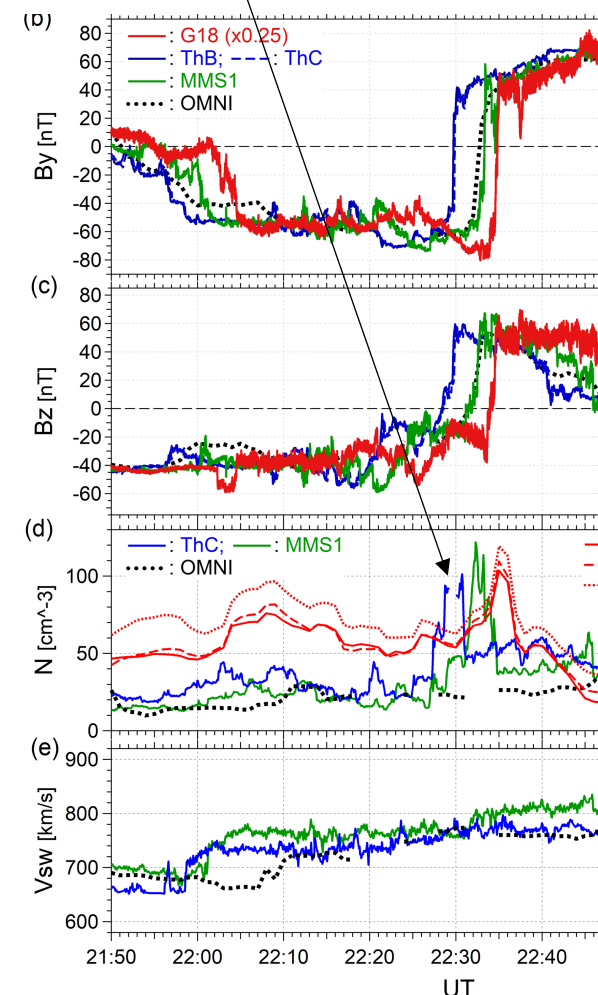 (b)
80
60
40
20
0
-20
-40
-60
-80
By [nT]
: G18 (x0.25)
: ThB; : ThC
: MMS1
: OMNI
(c)
80
60
40
20
0
-20
-40
-60
Bz [nT]
(d)
100
50
0
N [cm^-3]
: ThC; : MMS1
: OMNI
(e)
900
800
700
600
Vsw [km/s]
21:50 22:00 22:10 22:20 22:30 22:40
UT